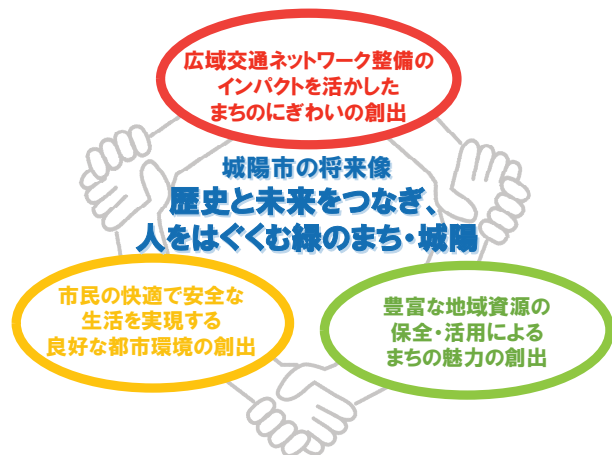 広域交通ネットワーク整備の
インパクトを活かした
まちのにぎわいの創出
城陽市の将来像
歴史と未来をつなぎ、
人をはぐくむ緑のまち・城陽
市民の快適で安全な
生活を実現する
良好な都市環境の創出
豊富な地域資源の
保全・活用による
まちの魅力の創出